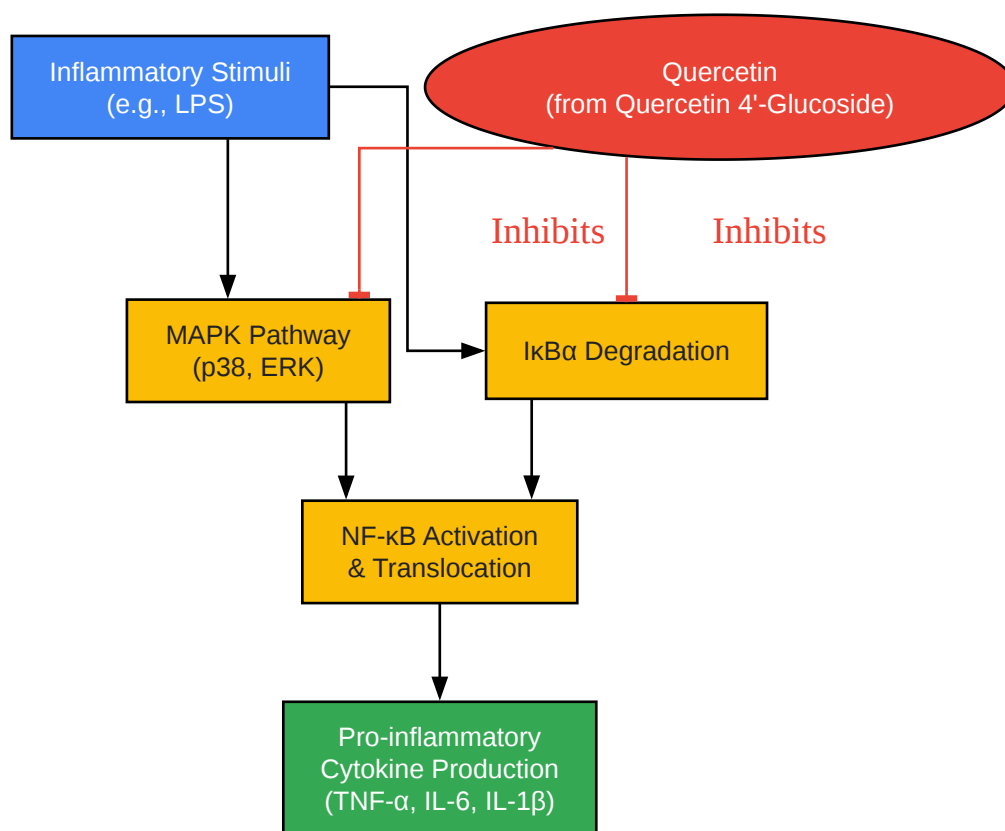 Inflammatory Stimuli
(e.g., LPS)
Quercetin
(from Quercetin 4'-Glucoside)
Inhibits
Inhibits
MAPK Pathway
(p38, ERK)
IκBα Degradation
NF-κB Activation
& Translocation
Pro-inflammatory
Cytokine Production
(TNF-α, IL-6, IL-1β)